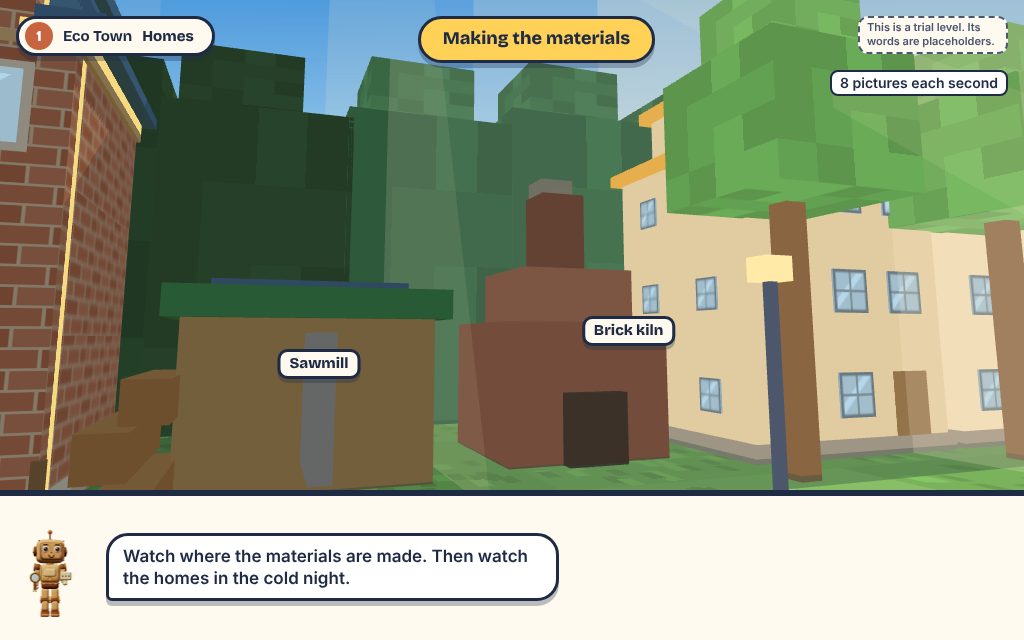 1 Eco Town Homes
Making the materials
This is a trial level. Its
words are placeholders.
8 pictures each second
Brick kiln
Sawmill
Watch where the materials are made. Then watch
the homes in the cold night.